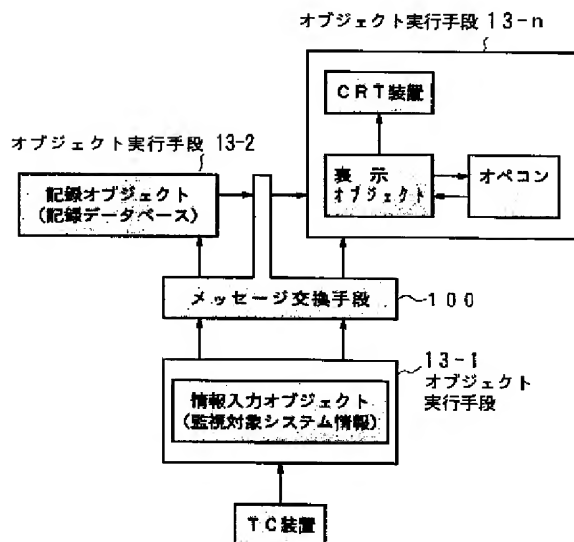 オブジェクト実行手段 13-n
CRT装置
オブジェクト実行手段 13-2
記録オブジェクト
(記録データベース)
表 示
オブジェクト
オペコン
メッセージ交換手段
100
13-1
オブジェクト
実行手段
情報入力オブジェクト
(監視対象システム情報)
TC装置